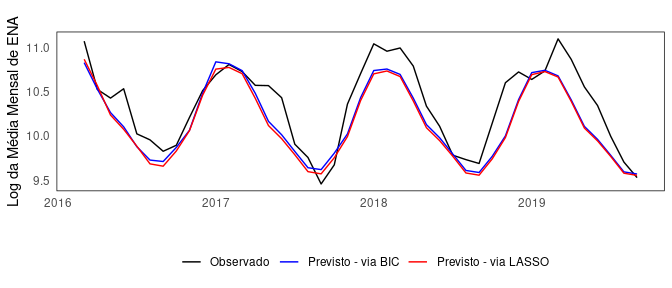 Log da Média Mensal de ENA
11.0
10.5
10.0
9.5
2016
2017
2018
2019
Observado
Previsto - via BIC
Previsto - via LASSO